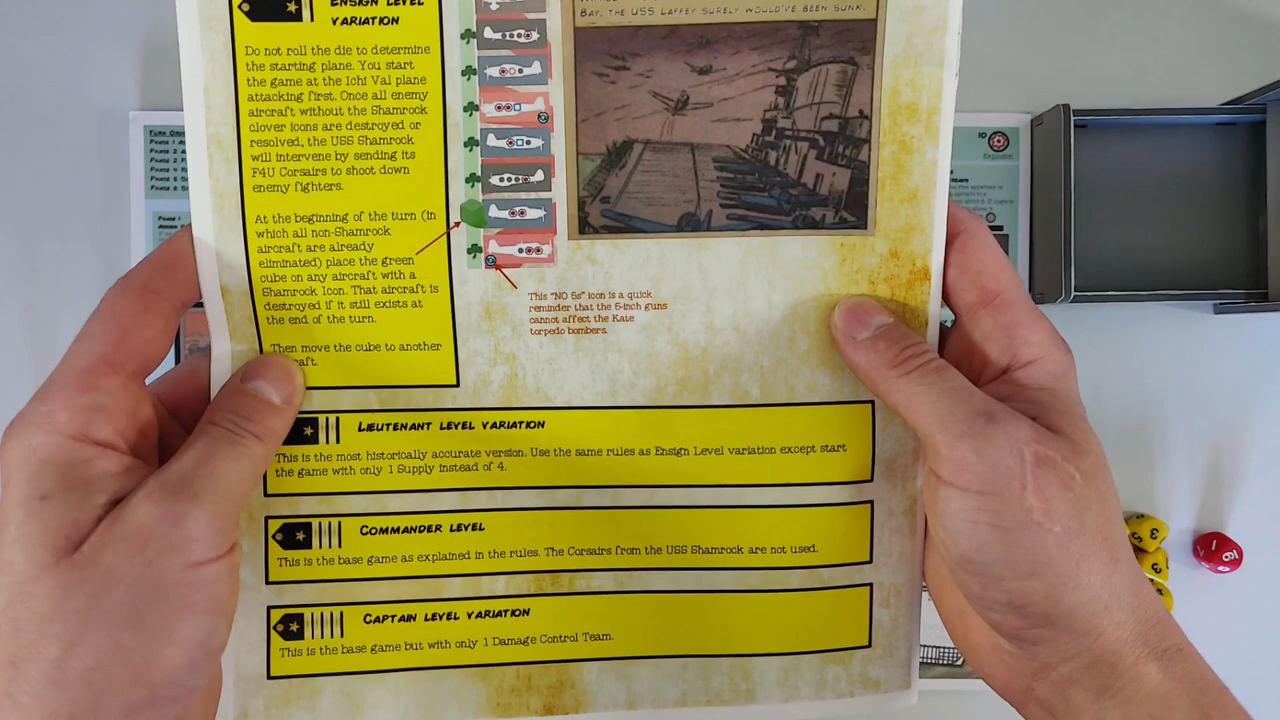 ENSIGN LEVEL
VARIATION
Do not roll the die to determine
the starting plane. You start
the game at the Ichi Val plane
attacking first. Once all enemy
aircraft without the Shamrock
clover icons are destroyed or
resolved, the USS Shamrock
will intervene by sending its
F4U Corsairs to shoot down
enemy fighters.
At the beginning of the turn (in
which all non-Shamrock
aircraft are already
eliminated) place the green
cube on any aircraft with a
Shamrock Icon. That aircraft is
destroyed if it still exists at
the end of the turn.
Then move the cube to another
BAY, THE USS LAFFEY SURELY WOULD'VE BEEN SUNK.
This "NO 5s" icon is a quick
reminder that the 5-inch guns
cannot affect the Kate
torpedo bombers.
LIEUTENANT LEVEL VARIATION
This is the most historically accurate version. Use the same rules as Ensign Level variation except start
the game with only 1 Supply instead of 4.
COMMANDER LEVEL
This is the base game as explained in the rules. The Corsairs from the USS Shamrock are not used.
CAPTAIN LEVEL VARIATION
This is the base game but with only 1 Damage Control Team.